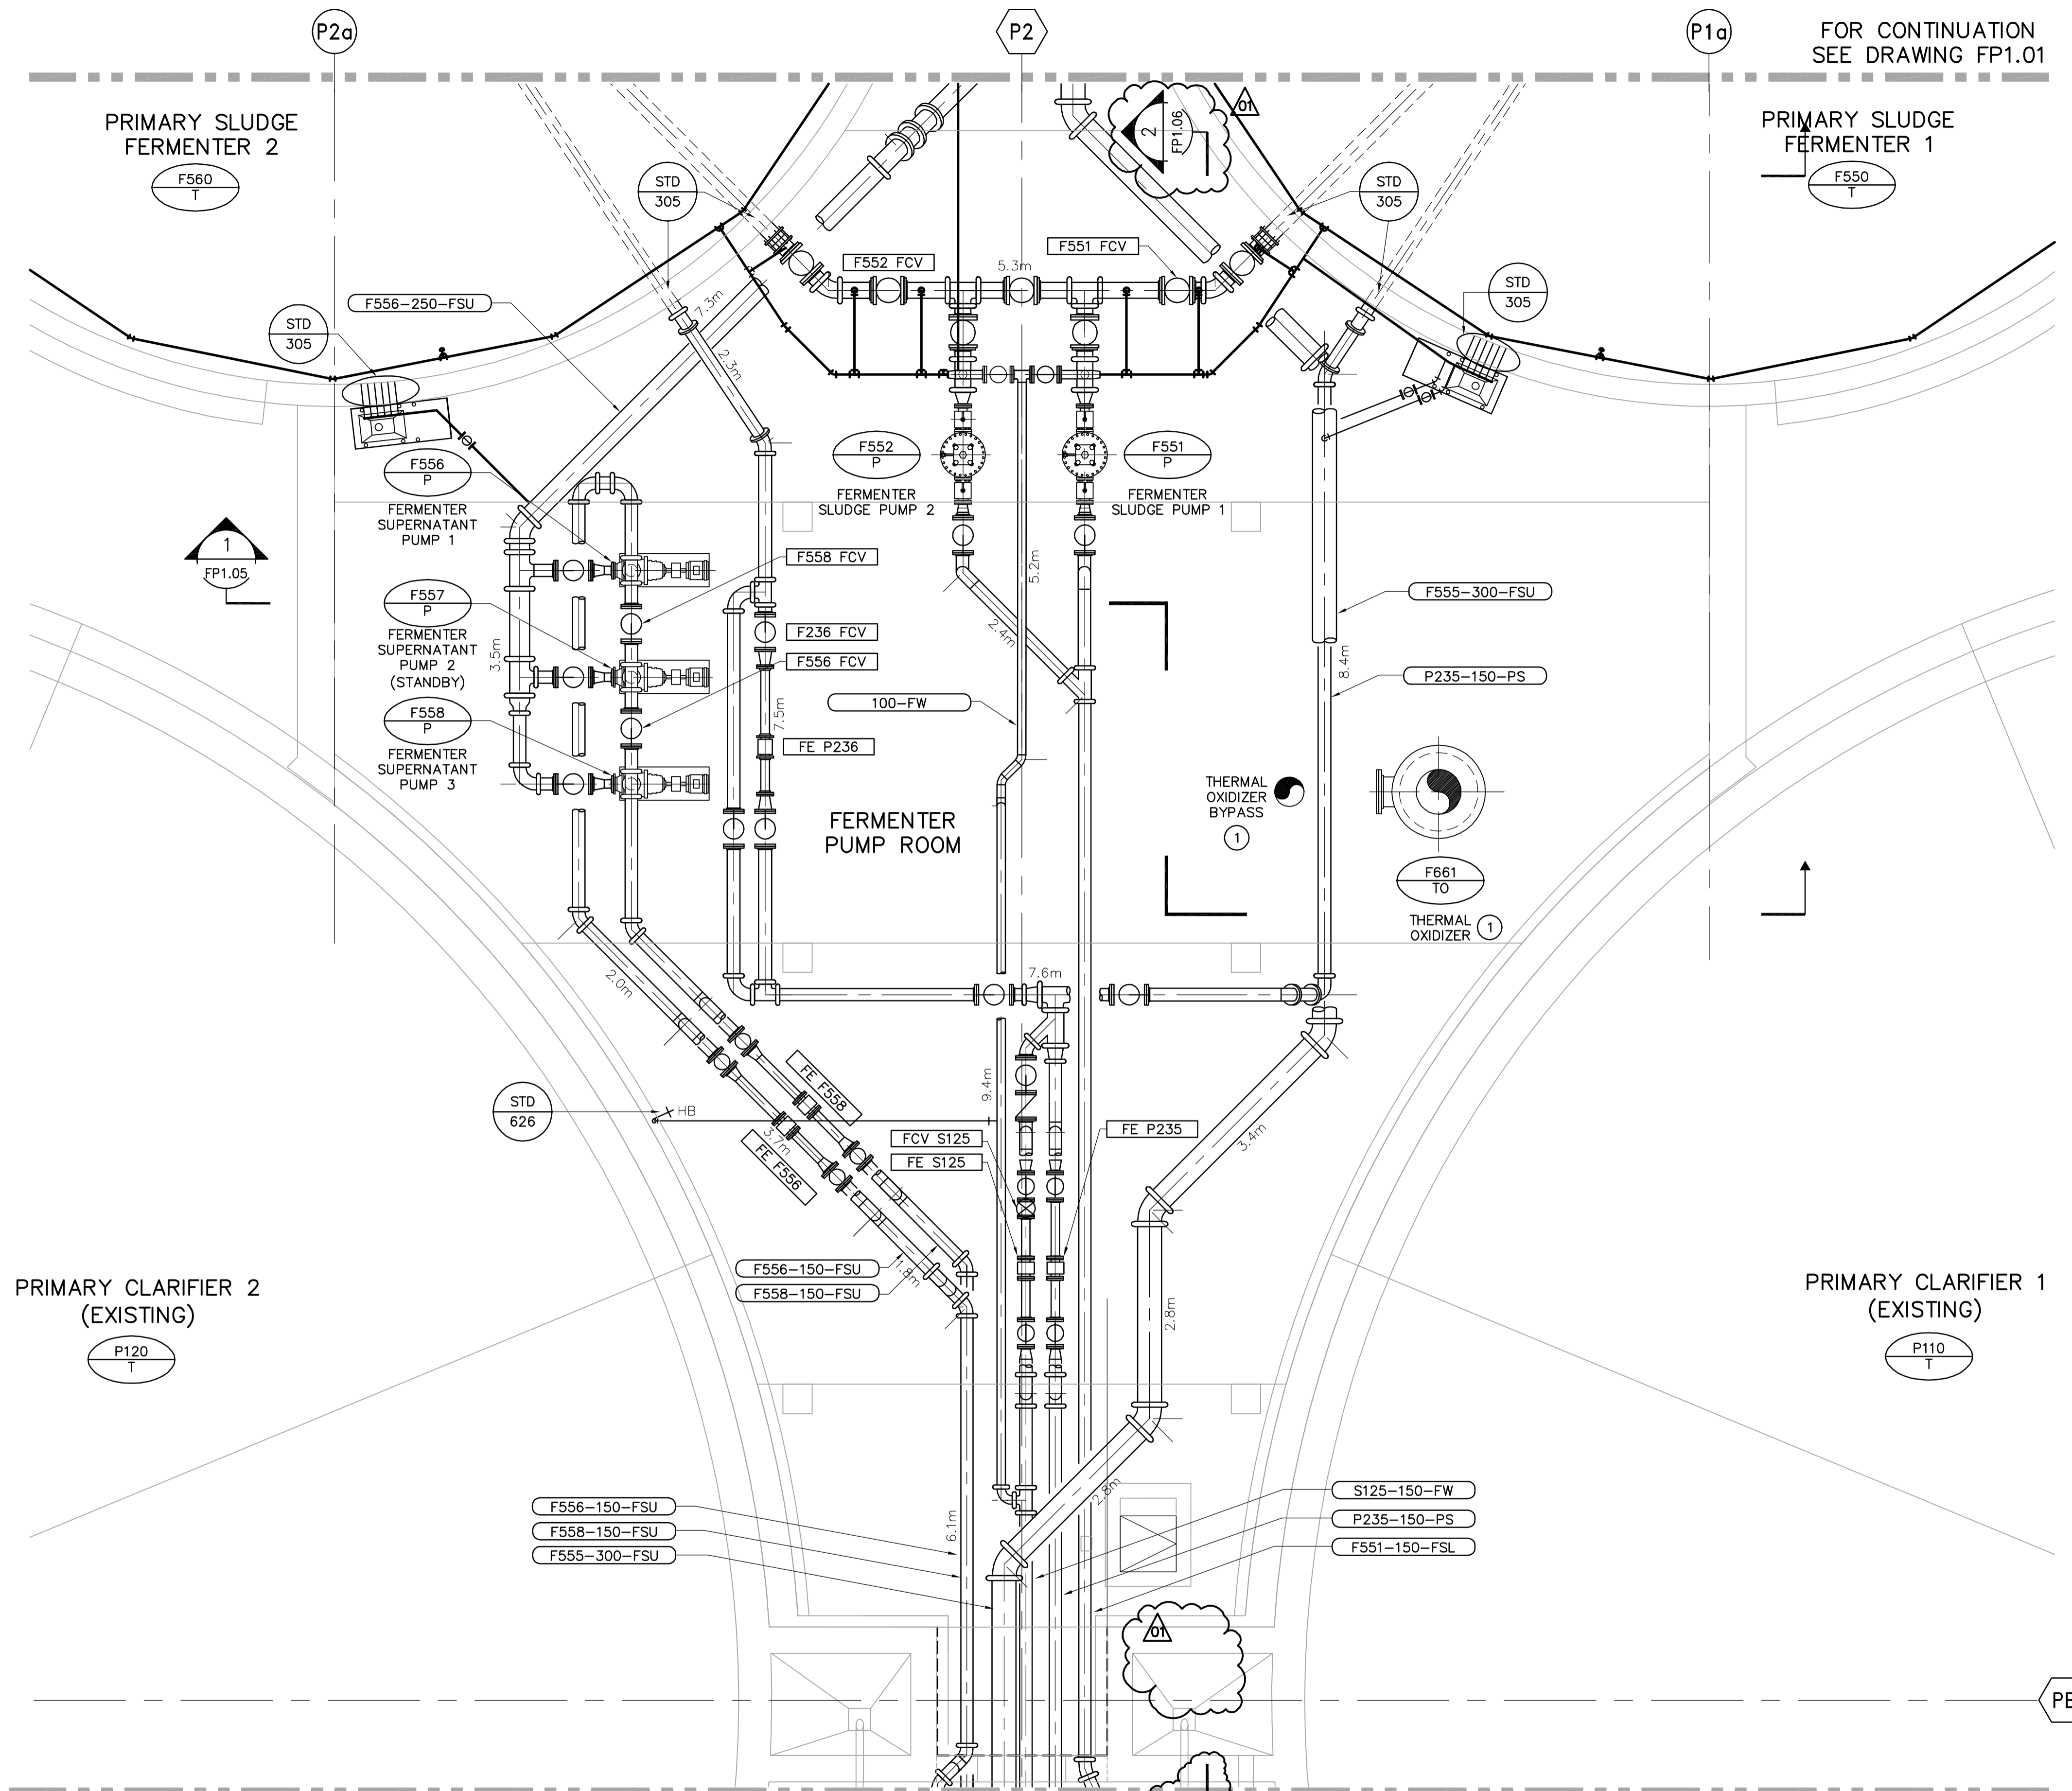 P2a
P2
P1a
FOR CONTINUATION
SEE DRAWING FP1.01
PRIMARY SLUDGE
FERMENTER 2
F560
T
2
FP1.06
01
PRIMARY SLUDGE
FERMENTER 1
F550
T
STD
305
STD
305
F552 FCV
F551 FCV
5.3m
F556-250-FSU
7.3m
STD
305
STD
305
2.3m
F556
P
FERMENTER
SUPERNATANT
PUMP 1
F552
P
FERMENTER
SLUDGE PUMP 2
F551
P
FERMENTER
SLUDGE PUMP 1
1
FP1.05
F558 FCV
5.2m
F555-300-FSU
F557
P
FERMENTER
SUPERNATANT
PUMP 2
(STANDBY)
3.5m
F236 FCV
F556 FCV
2.4m
8.4m
P235-150-PS
100-FW
7.5m
F558
P
FERMENTER
SUPERNATANT
PUMP 3
FE P236
THERMAL
OXIDIZER
BYPASS
1
FERMENTER
PUMP ROOM
F661
TO
THERMAL
OXIDIZER
1
2.0m
7.6m
STD
626
HB
FE F558
9.4m
3.7m
FE F556
FCV S125
FE S125
FE P235
3.4m
F556-150-FSU
F558-150-FSU
1.8m
2.8m
PRIMARY CLARIFIER 2
(EXISTING)
P120
T
PRIMARY CLARIFIER 1
(EXISTING)
P110
T
2.8m
F556-150-FSU
F558-150-FSU
F555-300-FSU
6.1m
S125-150-FW
P235-150-PS
F551-150-FSL
01